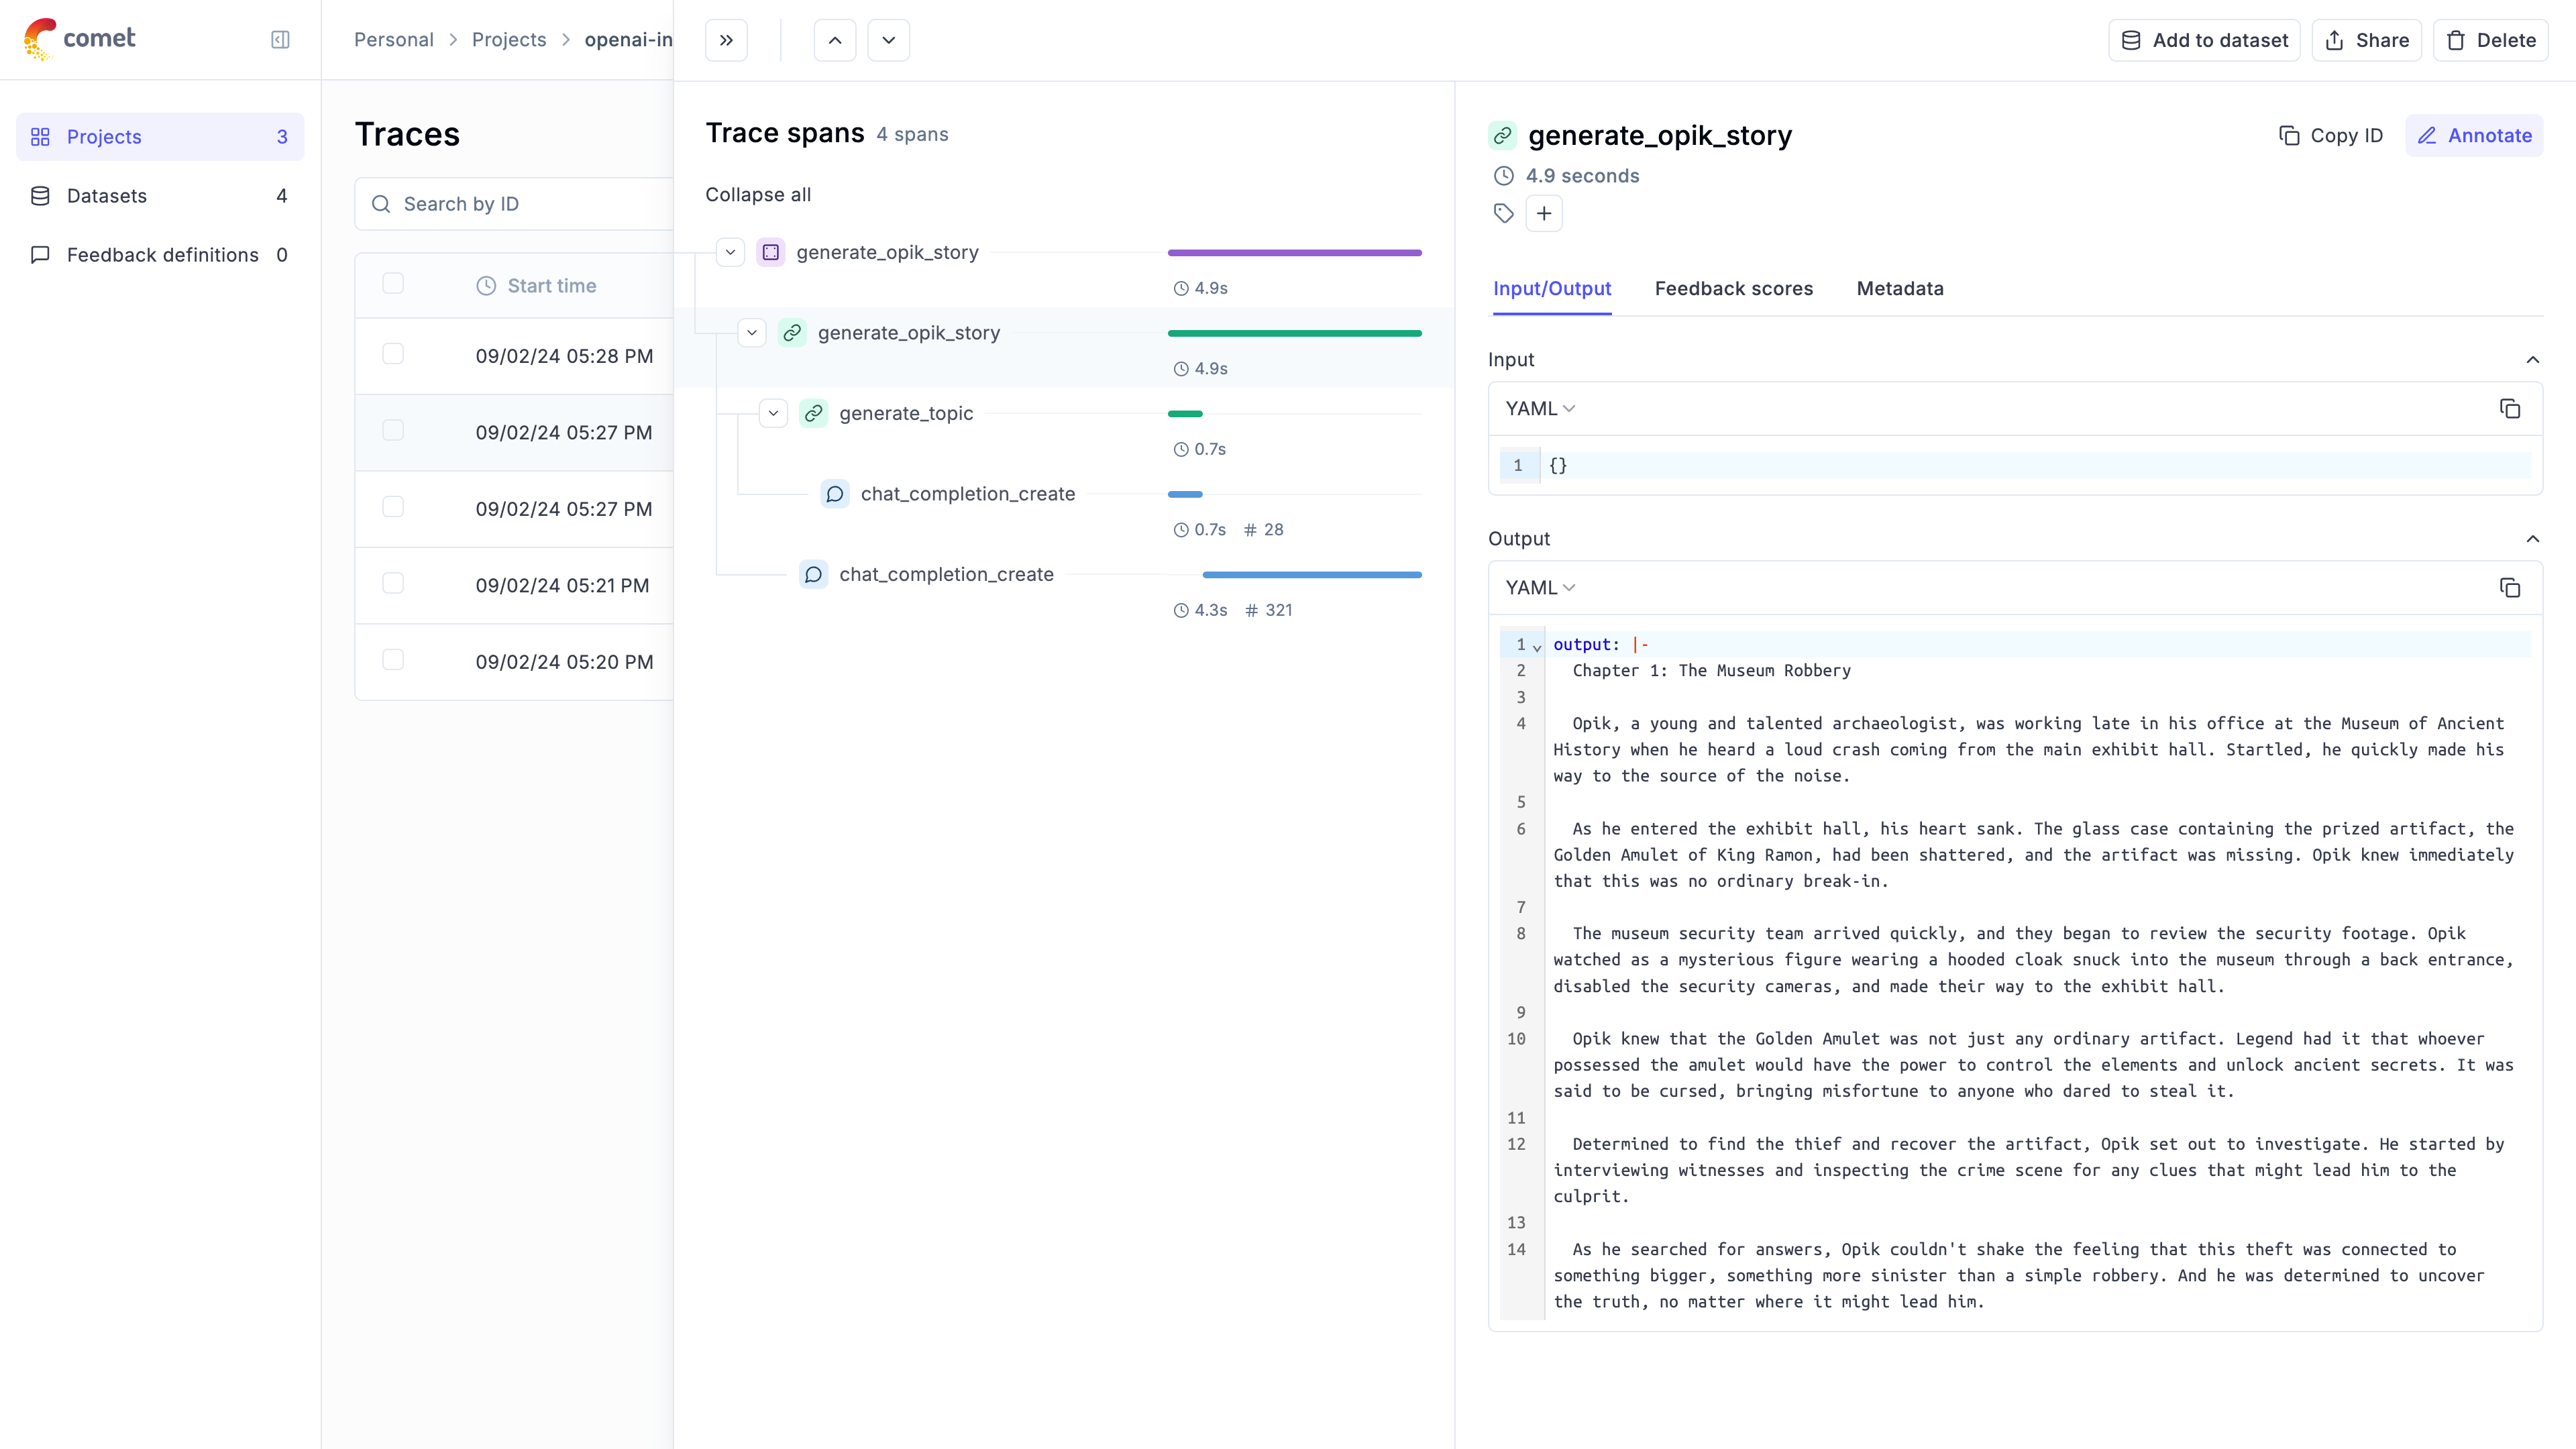 comet
Personal > Projects > openai-in
Add to dataset
Share
Delete
Projects 3
Datasets 4
Feedback definitions 0
Traces
Search by ID
Start time
09/02/24 05:28 PM
09/02/24 05:27 PM
09/02/24 05:27 PM
09/02/24 05:21 PM
09/02/24 05:20 PM
Trace spans 4 spans
Collapse all
generate_opik_story
4.9s
generate_opik_story
4.9s
generate_topic
0.7s
chat_completion_create
0.7s # 28
chat_completion_create
4.3s # 321
generate_opik_story
Copy ID
Annotate
4.9 seconds
Input/Output
Feedback scores
Metadata
Input
YAML
1 {}
Output
YAML
1 output: |-
2 Chapter 1: The Museum Robbery
3
4 Opik, a young and talented archaeologist, was working late in his office at the Museum of Ancient
History when he heard a loud crash coming from the main exhibit hall. Startled, he quickly made his
way to the source of the noise.
5
6 As he entered the exhibit hall, his heart sank. The glass case containing the prized artifact, the
Golden Amulet of King Ramon, had been shattered, and the artifact was missing. Opik knew immediately
that this was no ordinary break-in.
7
8 The museum security team arrived quickly, and they began to review the security footage. Opik
watched as a mysterious figure wearing a hooded cloak snuck into the museum through a back entrance,
disabled the security cameras, and made their way to the exhibit hall.
9
10 Opik knew that the Golden Amulet was not just any ordinary artifact. Legend had it that whoever
possessed the amulet would have the power to control the elements and unlock ancient secrets. It was
said to be cursed, bringing misfortune to anyone who dared to steal it.
11
12 Determined to find the thief and recover the artifact, Opik set out to investigate. He started by
interviewing witnesses and inspecting the crime scene for any clues that might lead him to the
culprit.
13
14 As he searched for answers, Opik couldn't shake the feeling that this theft was connected to
something bigger, something more sinister than a simple robbery. And he was determined to uncover
the truth, no matter where it might lead him.